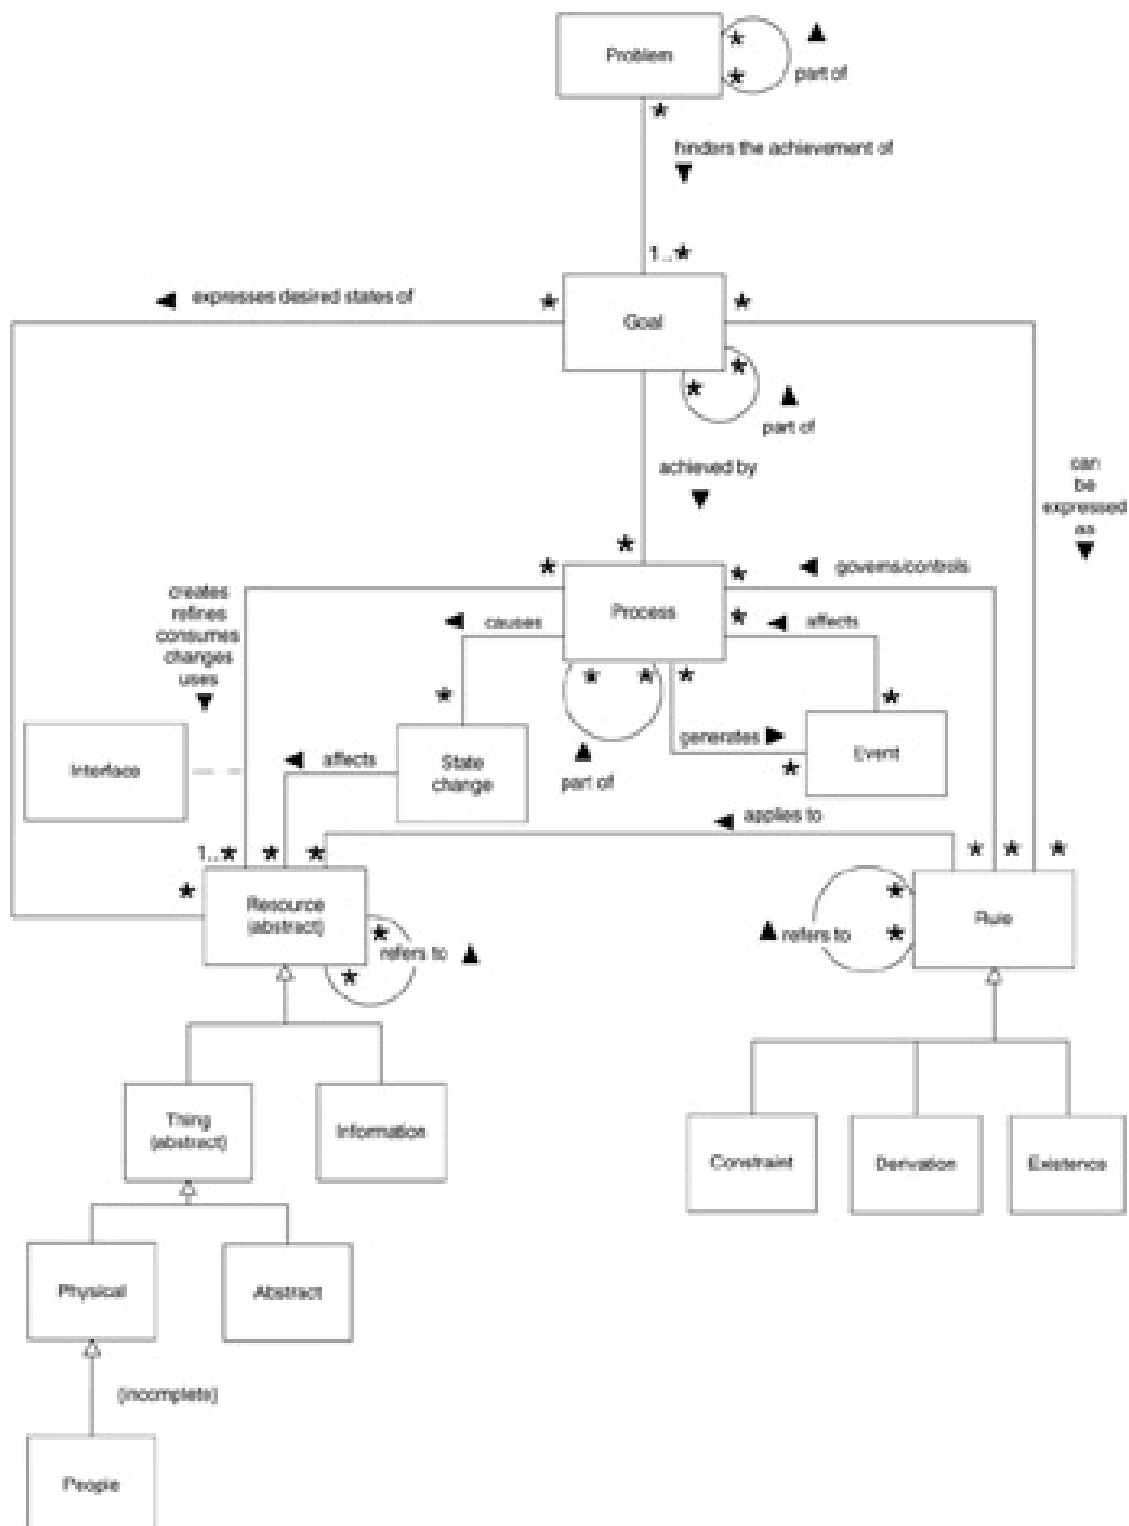 Problem
part of
hinders the achievement of
1..*
expresses desired states of
Goal
part of
achieved by
can
be
expressed
as
creates
refines
consumes
changes
uses
governs/controls
Process
causes
affects
generates
Event
Interface
affects
State
change
part of
applies to
1..*
Resource
(abstract)
refers to
refers to
Rule
Thing
(abstract)
Information
Constraint
Derivation
Existence
Physical
Abstract
(incomplete)
People